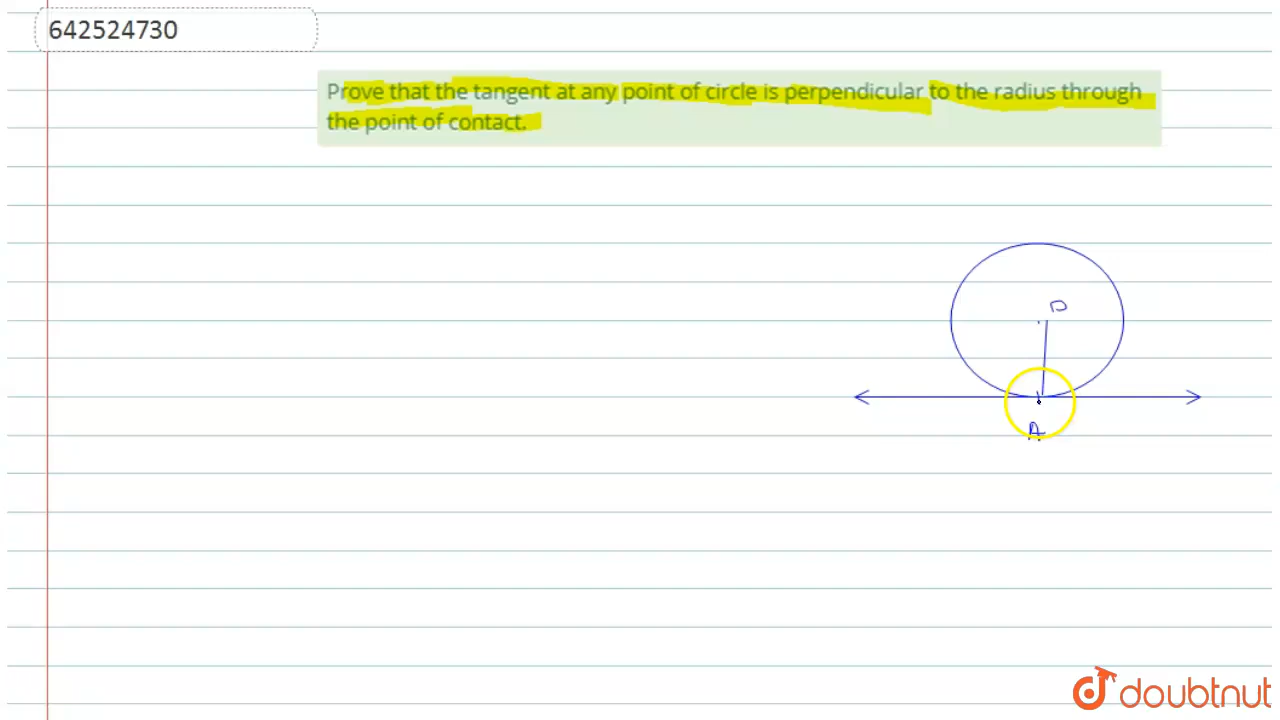 642524730
Prove that the tangent at any point of circle is perpendicular to the radius through
the point of contact.
O
A
doubtnut